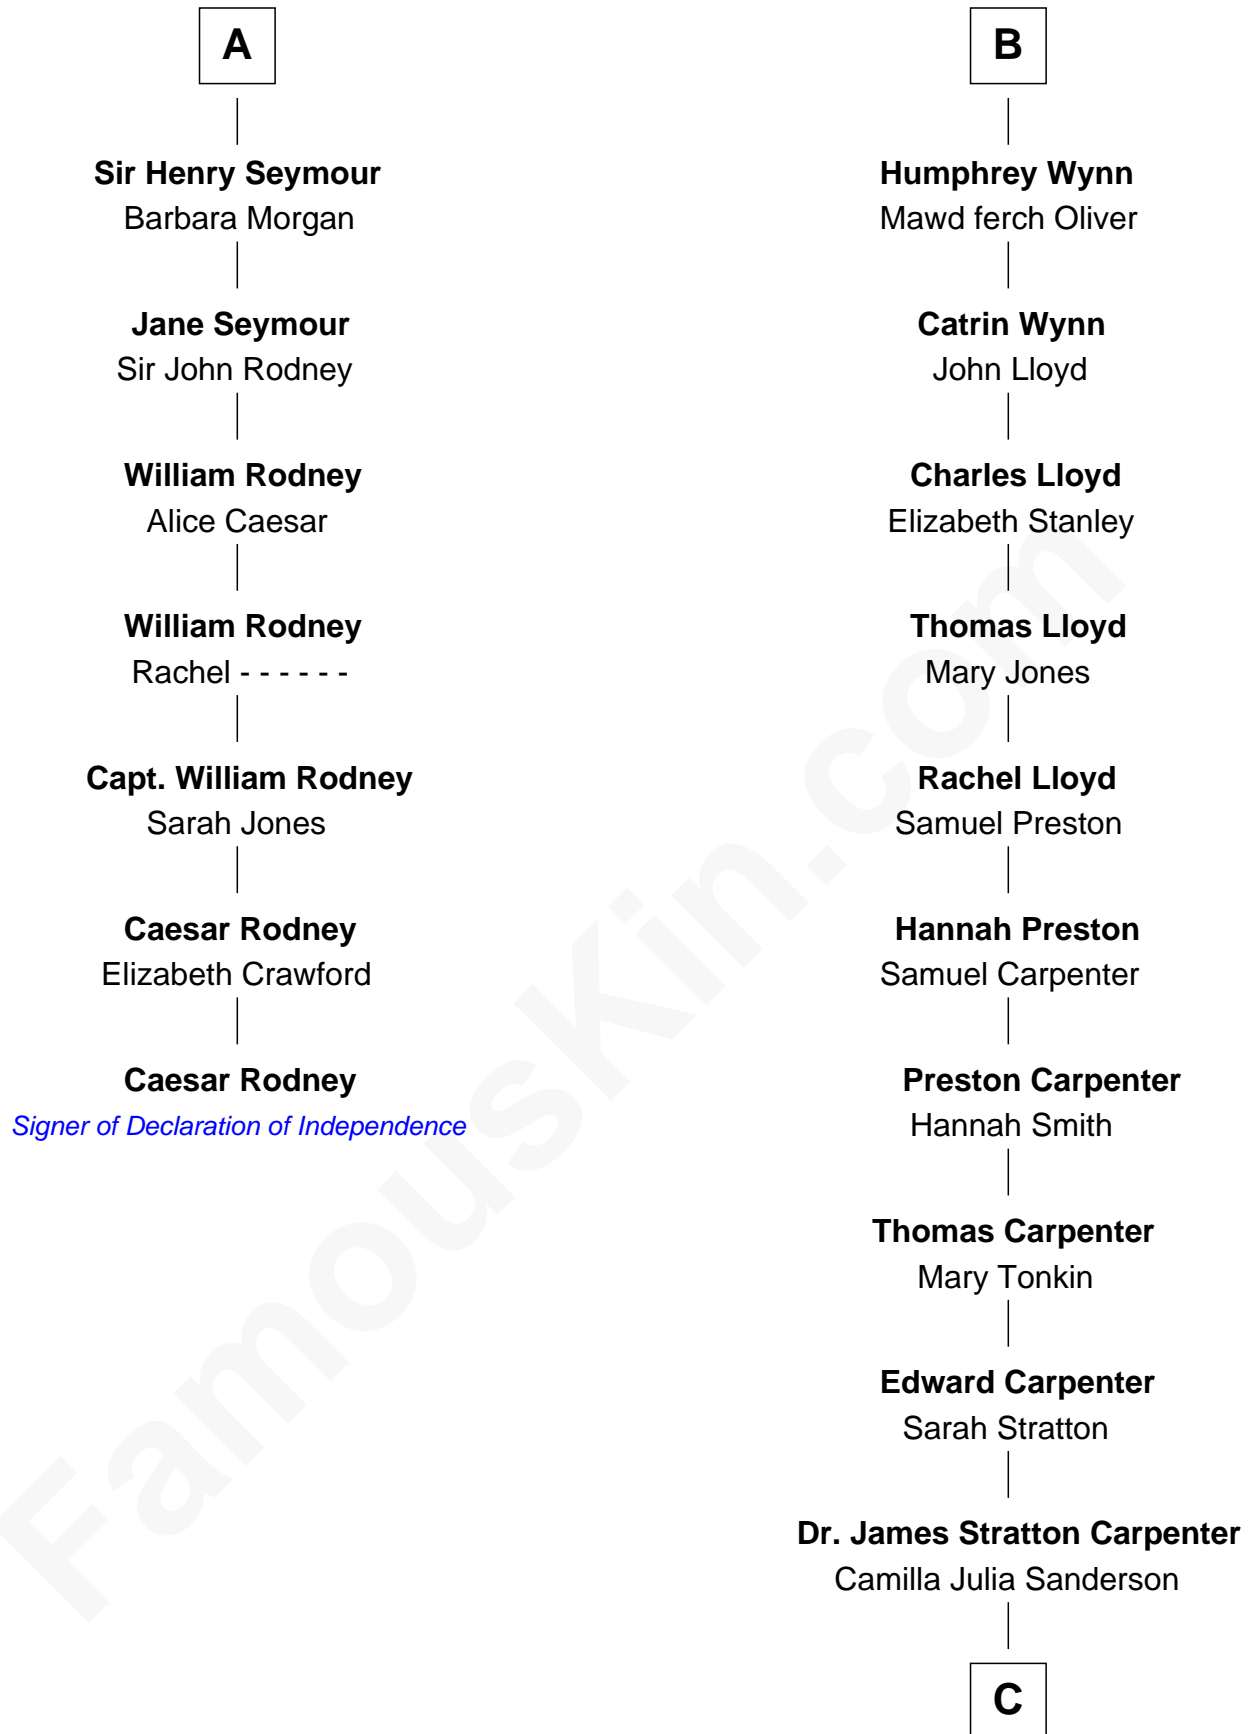 A
Sir Henry Seymour
Barbara Morgan
Jane Seymour
Sir John Rodney
William Rodney
Alice Caesar
William Rodney
Rachel - - - - - -
Capt. William Rodney
Sarah Jones
Caesar Rodney
Elizabeth Crawford
Caesar Rodney
Signer of Declaration of Independence
B
Humphrey Wynn
Mawd ferch Oliver
Catrin Wynn
John Lloyd
Charles Lloyd
Elizabeth Stanley
Thomas Lloyd
Mary Jones
Rachel Lloyd
Samuel Preston
Hannah Preston
Samuel Carpenter
Preston Carpenter
Hannah Smith
Thomas Carpenter
Mary Tonkin
Edward Carpenter
Sarah Stratton
Dr. James Stratton Carpenter
Camilla Julia Sanderson
C
FamousKin.com